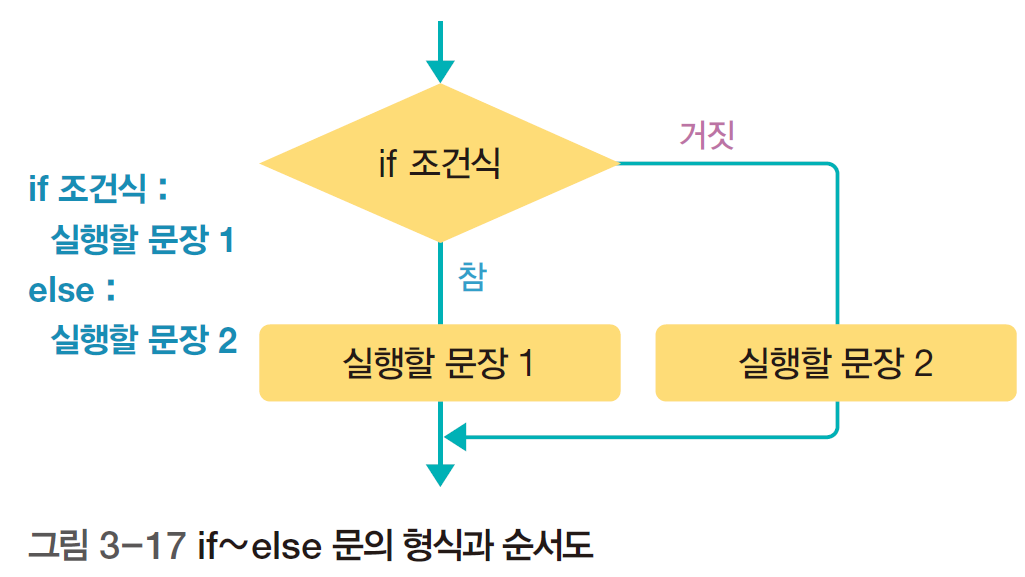 거짓
if 조건식
if 조건식 :
실행할 문장 1
else :
실행할 문장 2
참
실행할 문장 1
실행할 문장 2
그림 3-17 if~else 문의 형식과 순서도